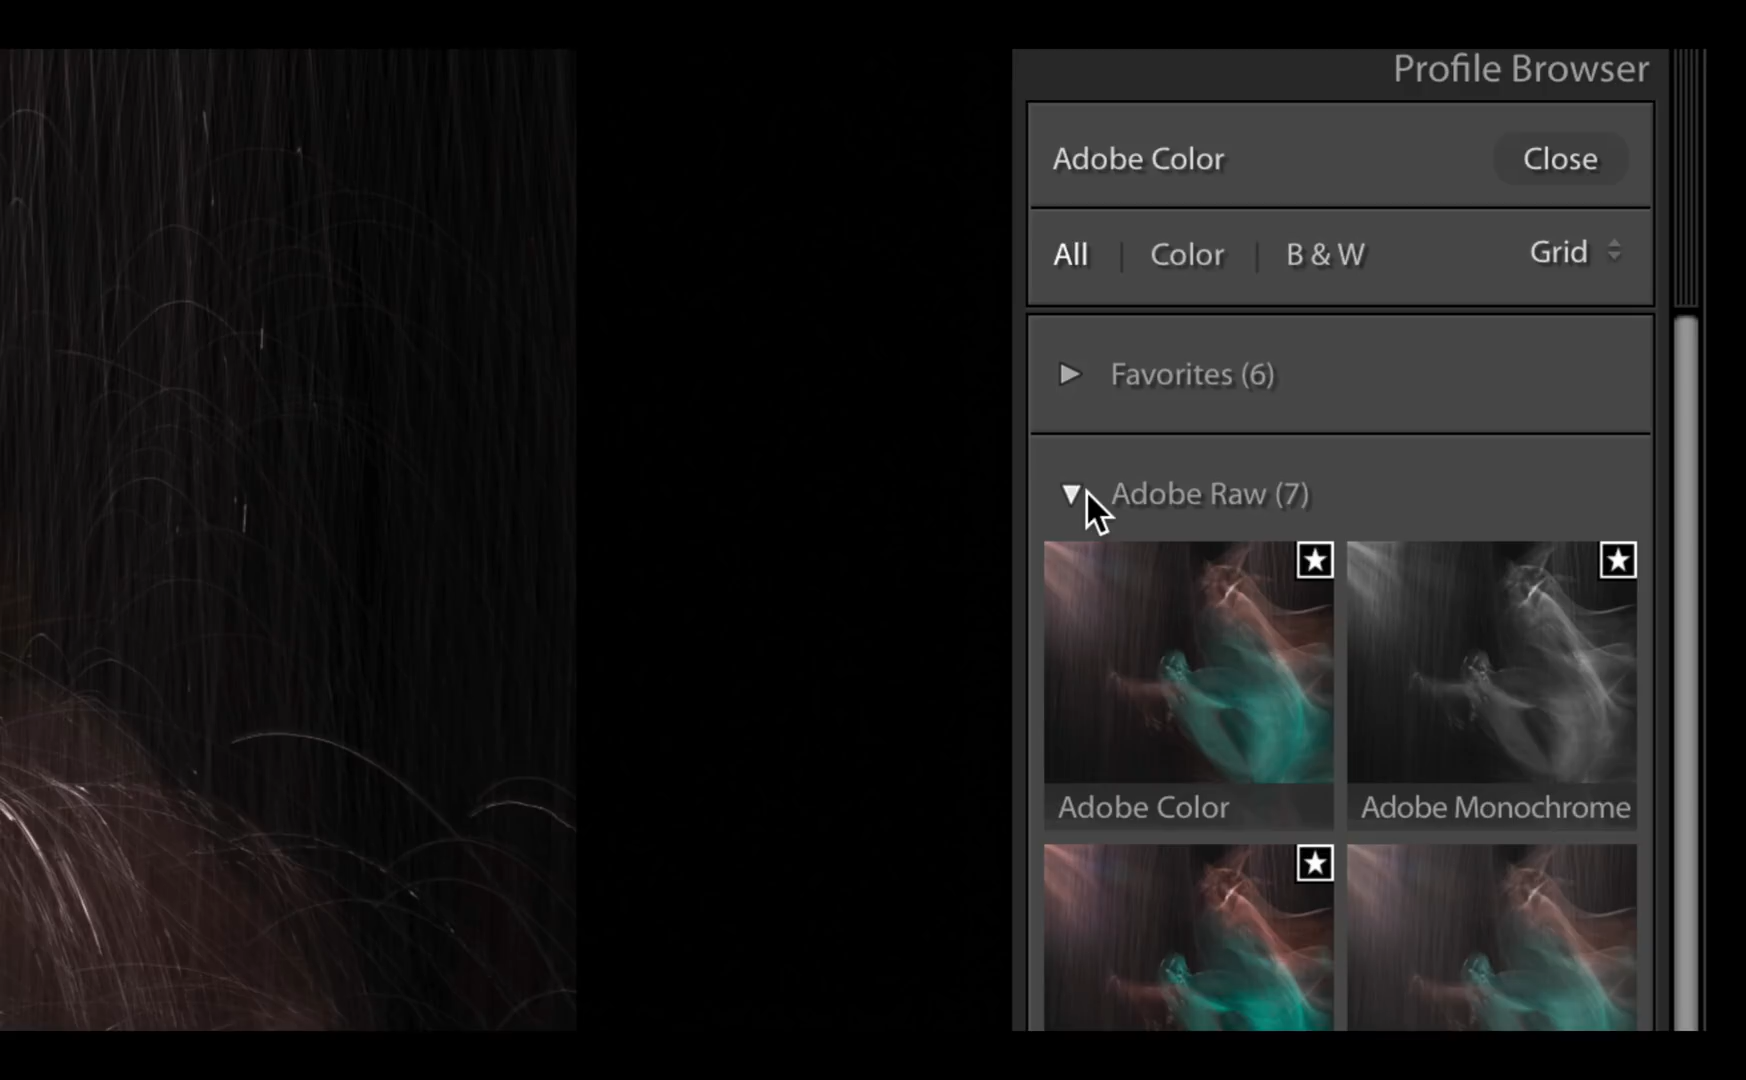 Profile Browser
Adobe Color
Close
All | Color | B & W
Grid
Favorites (6)
Adobe Raw (7)
Adobe Color
Adobe Monochrome